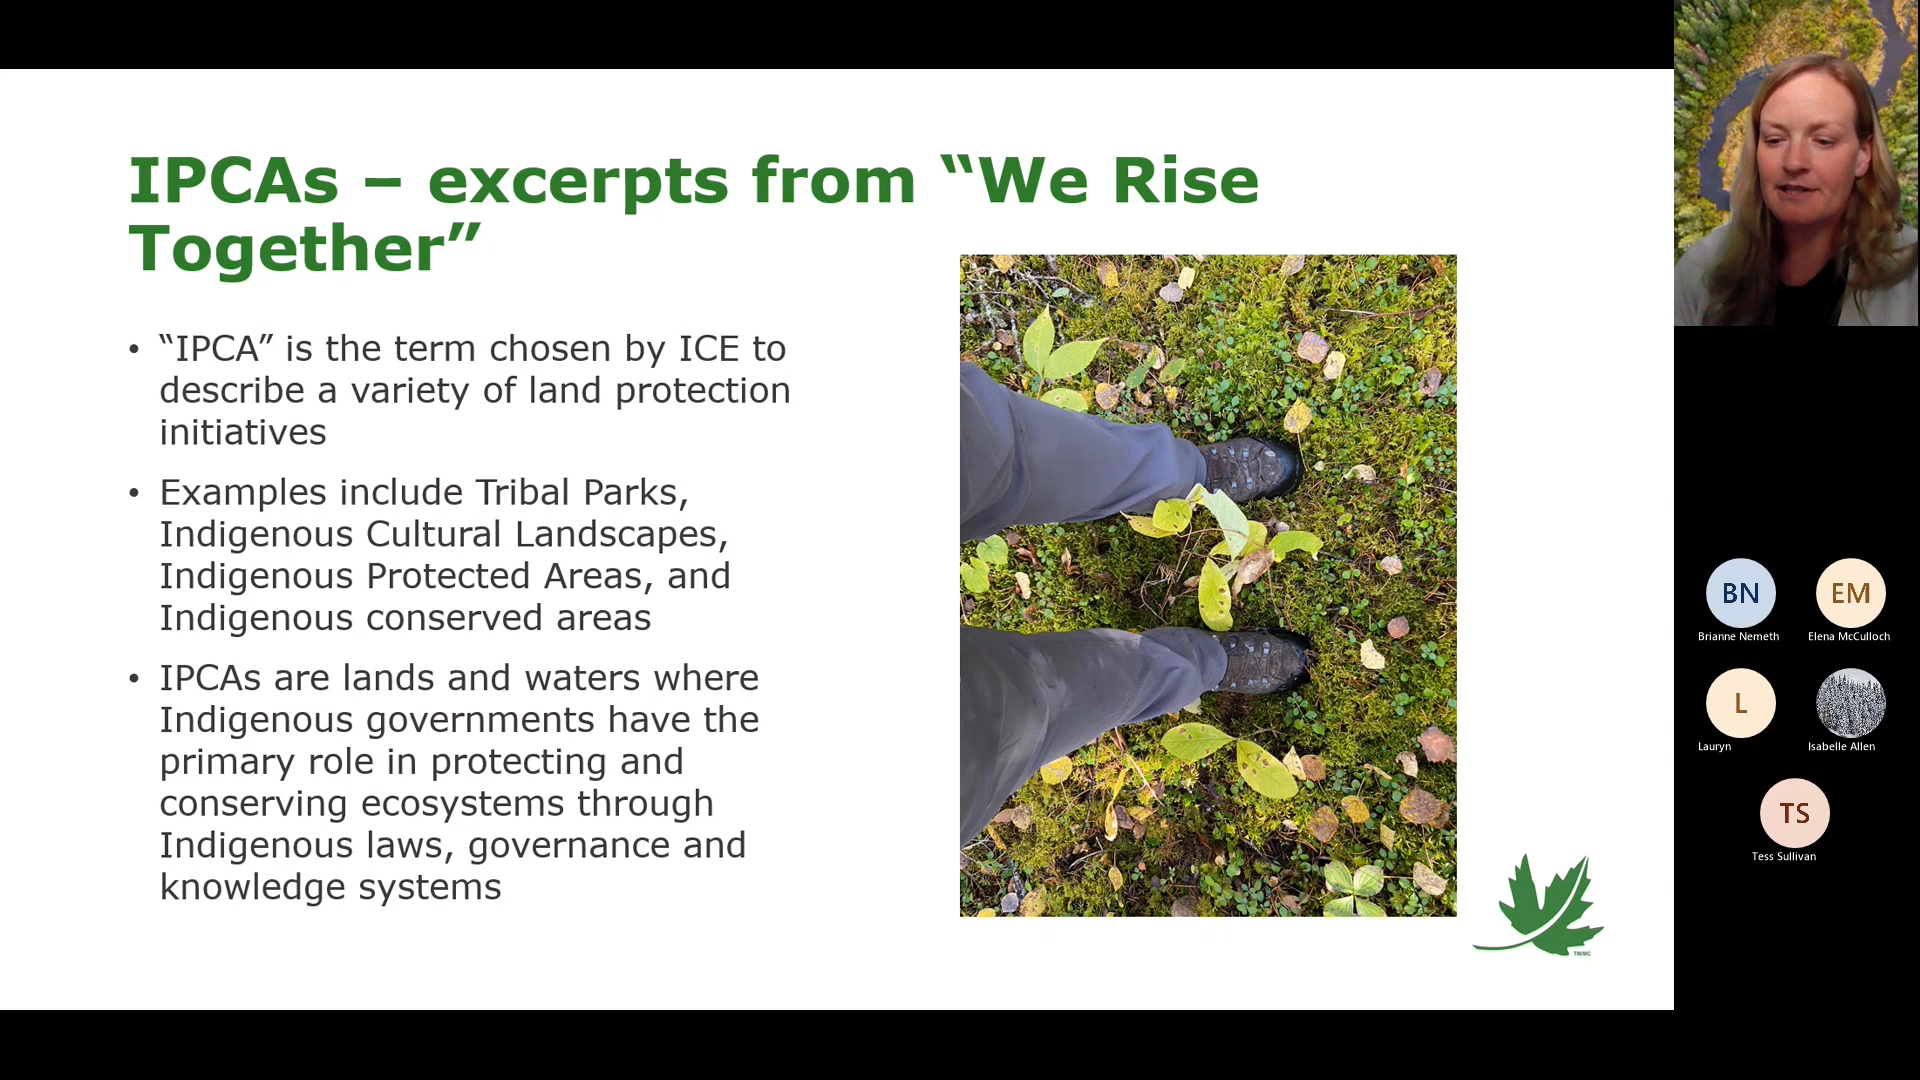 IPCAs – excerpts from “We Rise
Together”
• “IPCA” is the term chosen by ICE to
describe a variety of land protection
initiatives
• Examples include Tribal Parks,
Indigenous Cultural Landscapes,
Indigenous Protected Areas, and
Indigenous conserved areas
• IPCAs are lands and waters where
Indigenous governments have the
primary role in protecting and
conserving ecosystems through
Indigenous laws, governance and
knowledge systems
TM/MC
BN
Brianne Nemeth
EM
Elena McCulloch
L
Lauryn
Isabelle Allen
TS
Tess Sullivan